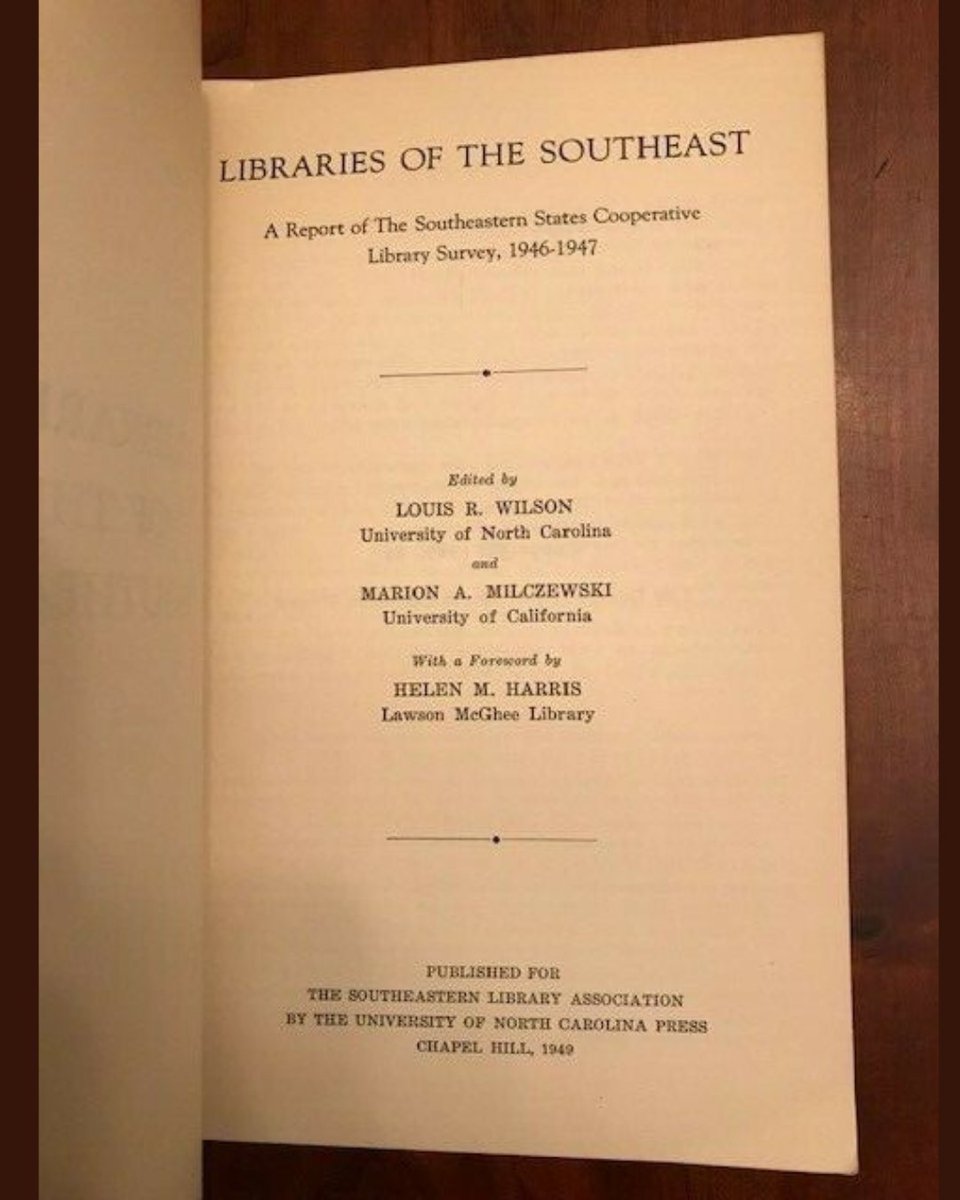 LIBRARIES OF THE SOUTHEAST
A Report of The Southeastern States Cooperative
Library Survey, 1946-1947
Edited by
LOUIS R. WILSON
University of North Carolina
and
MARION A. MILCZEWSKI
University of California
With a Foreword by
HELEN M. HARRIS
Lawson McGhee Library
PUBLISHED FOR
THE SOUTHEASTERN LIBRARY ASSOCIATION
BY THE UNIVERSITY OF NORTH CAROLINA PRESS
CHAPEL HILL, 1949